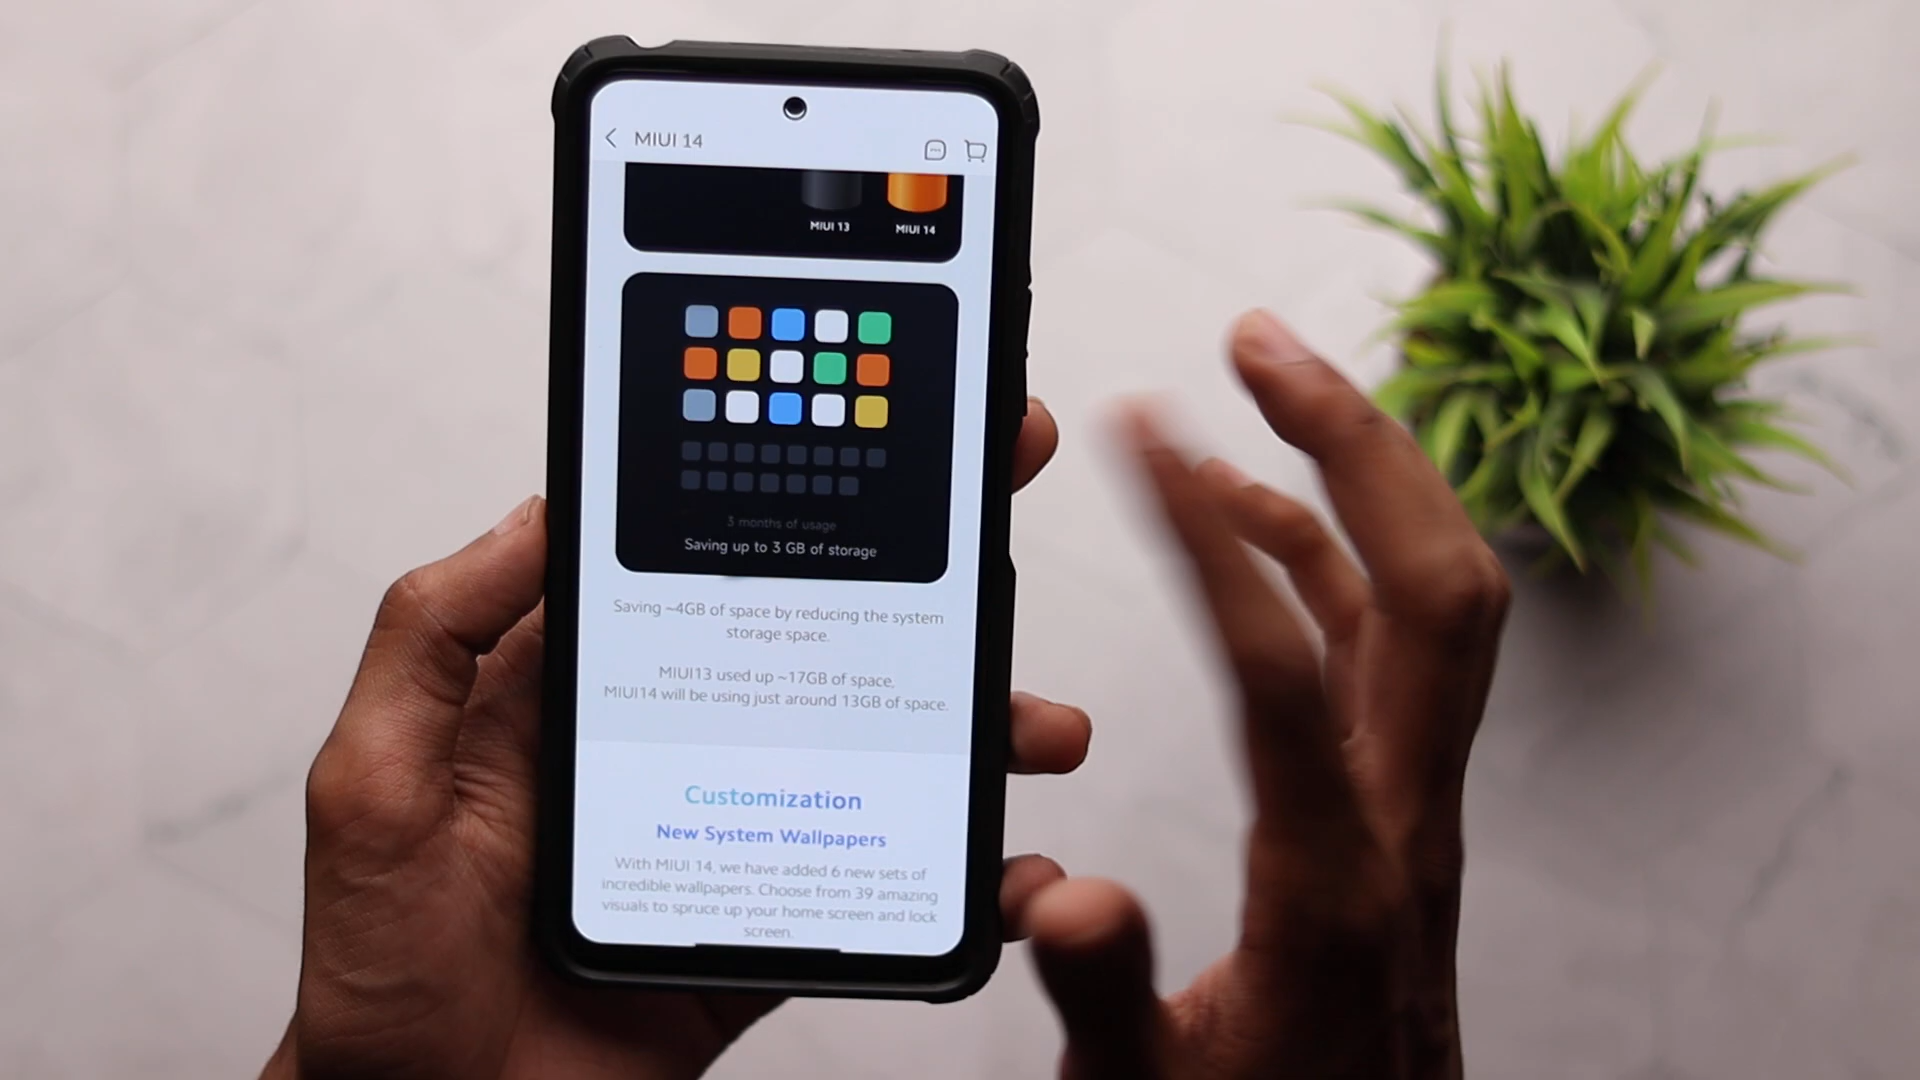 MIUI 14
MIUI 13
MIUI 14
3 months of usage
Saving up to 3 GB of storage
Saving ~4GB of space by reducing the system
storage space.
MIUI13 used up ~17GB of space,
MIUI14 will be using just around 13GB of space.
Customization
New System Wallpapers
With MIUI 14, we have added 6 new sets of
incredible wallpapers. Choose from 39 amazing
visuals to spruce up your home screen and lock
screen.